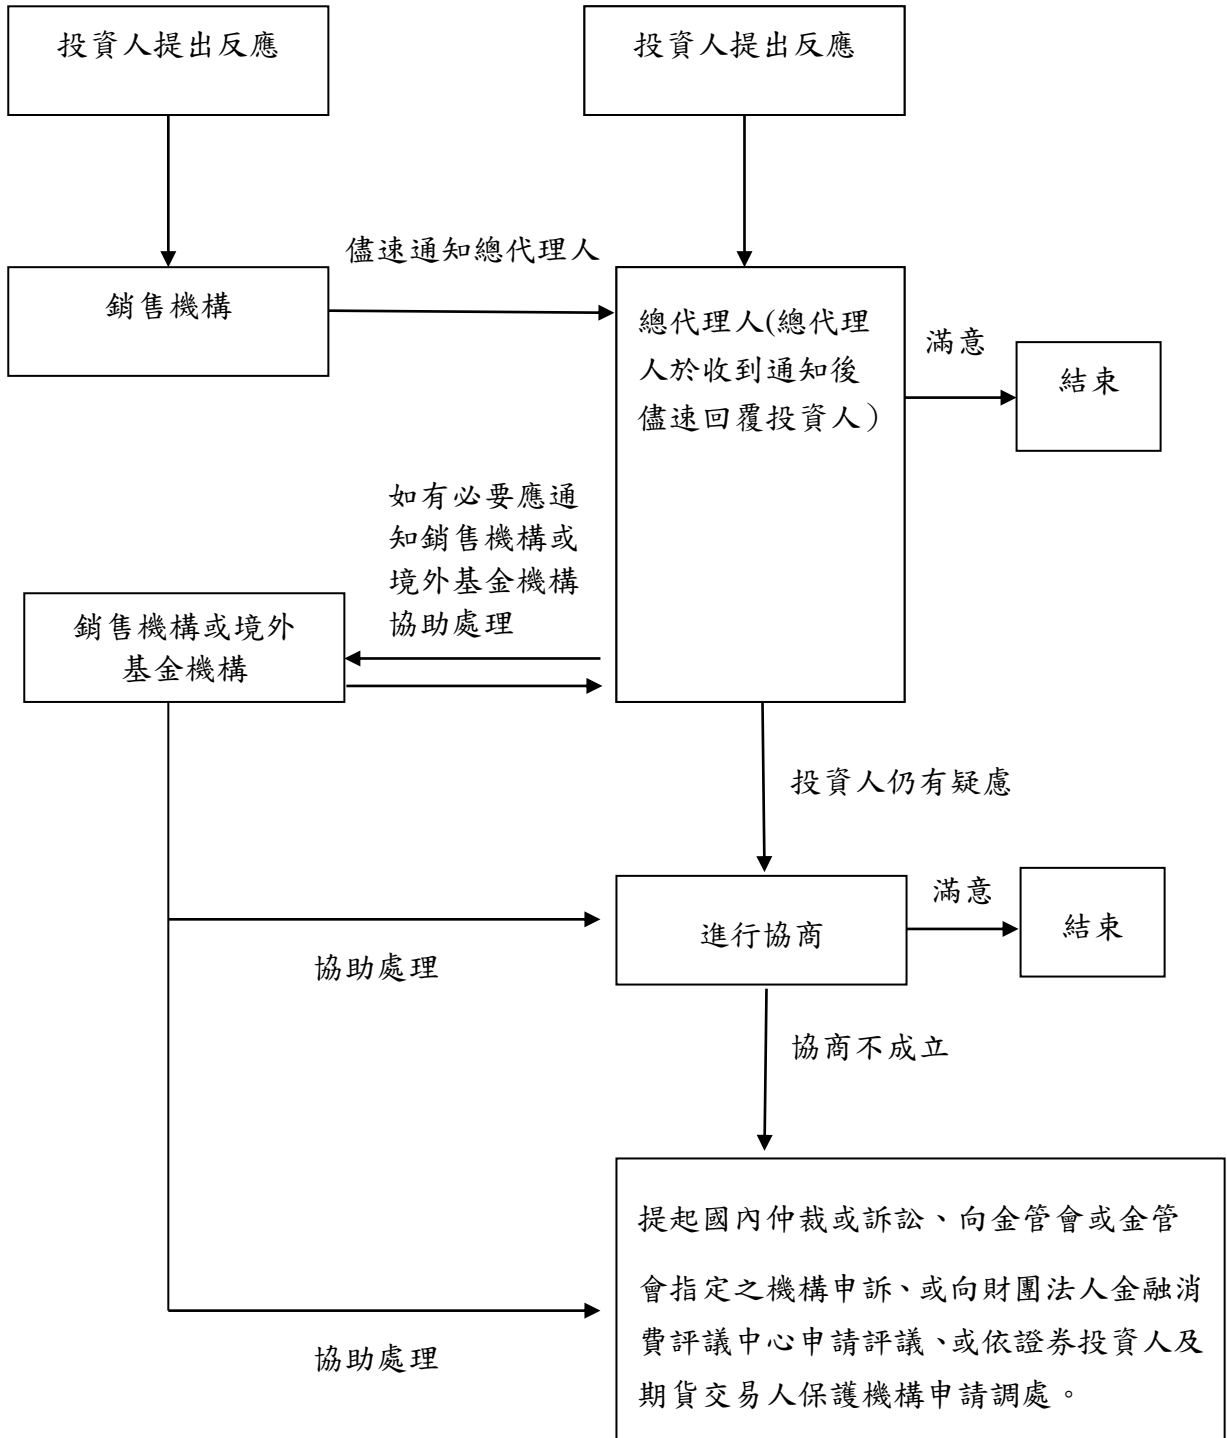 投資人提出反應
投資人提出反應
儘速通知總代理人
銷售機構
總代理人(總代理
人於收到通知後
儘速回覆投資人)
滿意
結束
如有必要應通
知銷售機構或
境外基金機構
協助處理
銷售機構或境外
基金機構
投資人仍有疑慮
進行協商
滿意
結束
協助處理
協商不成立
提起國內仲裁或訴訟、向金管會或金管
會指定之機構申訴、或向財團法人金融消
費評議中心申請評議、或依證券投資人及
期貨交易人保護機構申請調處。
協助處理